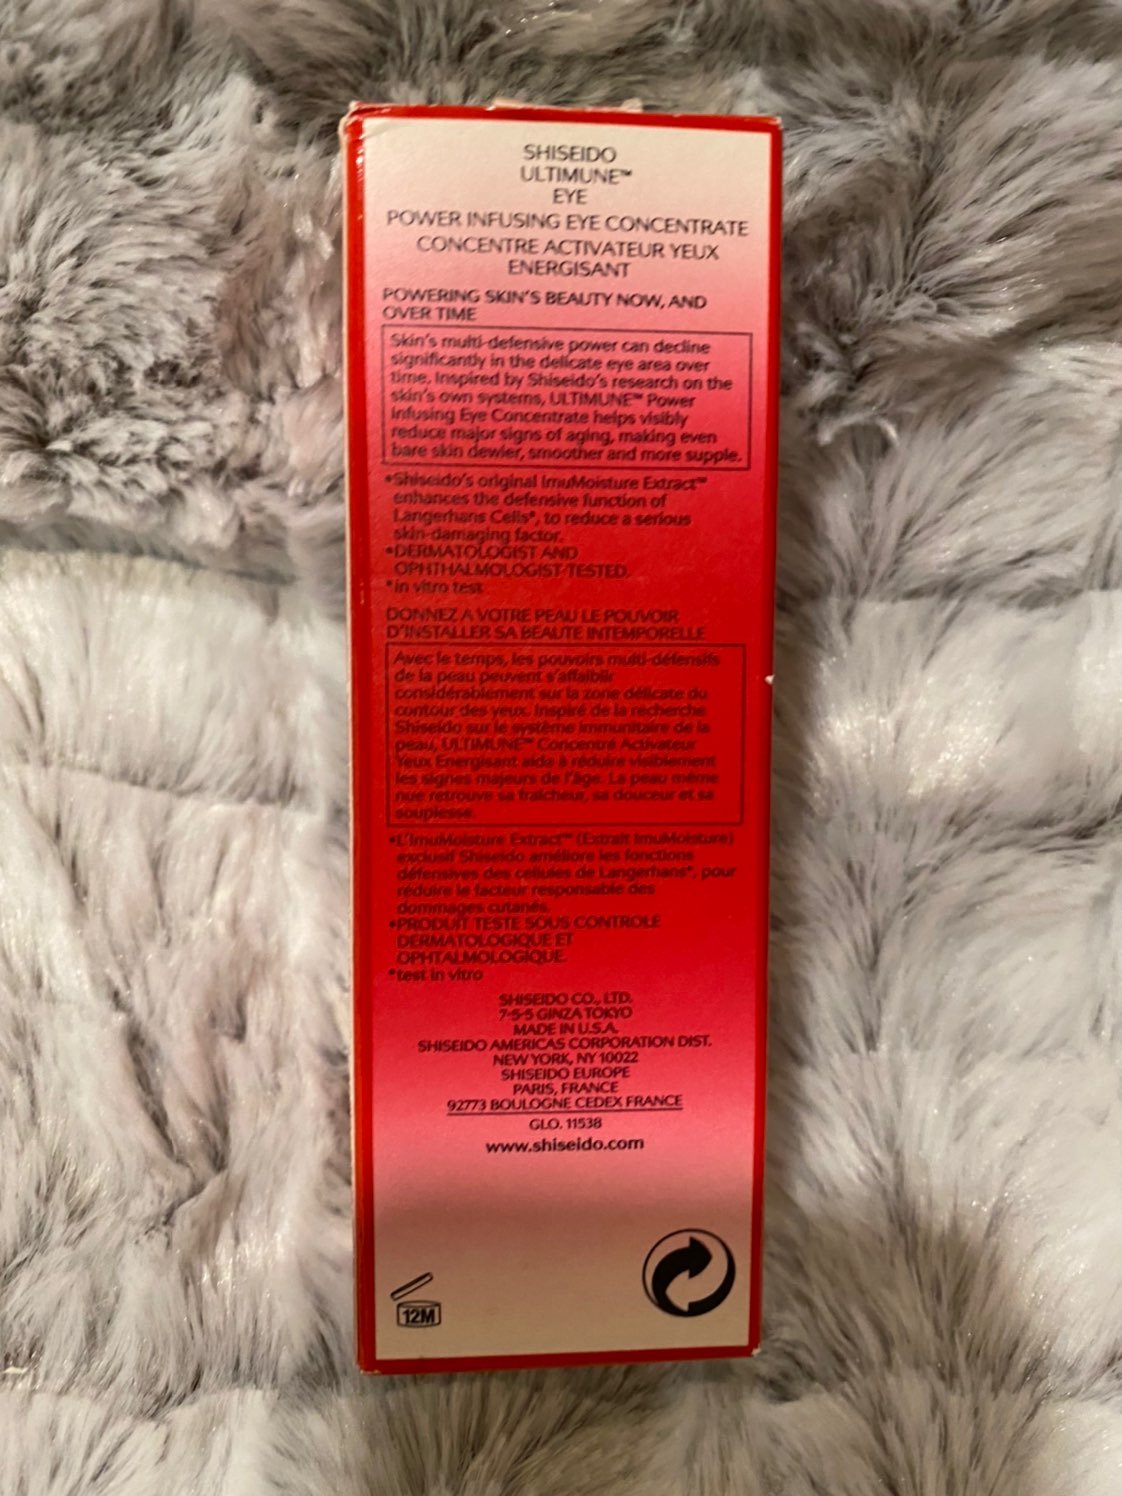 SHISEIDO
ULTIMUNE™
EYE
POWER INFUSING EYE CONCENTRATE
CONCENTRE ACTIVATEUR YEUX
ENERGISANT
POWERING SKIN'S BEAUTY NOW, AND
OVER TIME
Skin's multi-defensive power can decline
significantly in the delicate eye area over
time. Inspired by Shiseido's research on the
skin's own systems, ULTIMUNE™ Power
Infusing Eye Concentrate helps visibly
reduce major signs of aging, making even
bare skin dewier, smoother and more supple.
•Shiseido's original ImuMoisture Extract™
enhances the defensive function of
Langerhans Cells*, to reduce a serious
skin-damaging factor.
•DERMATOLOGIST AND
OPHTHALMOLOGIST-TESTED.
*in vitro test
DONNEZ A VOTRE PEAU LE POUVOIR
D'INSTALLER SA BEAUTE INTEMPORELLE
Avec le temps, les pouvoirs multi-défensifs
de la peau peuvent s'affaiblir
considérablement sur la zone délicate du
contour des yeux. Inspiré de la recherche
Shiseido sur le système immunitaire de la
peau, ULTIMUNE™ Concentré Activateur
Yeux Energisant aide à réduire visiblement
les signes majeurs de l'âge. La peau même
nue retrouve sa fraîcheur, sa douceur et sa
souplesse.
•L'ImuMoisture Extract™ (Extrait ImuMoisture)
exclusif Shiseido améliore les fonctions
défensives des cellules de Langerhans*, pour
réduire le facteur responsable des
dommages cutanés.
•PRODUIT TESTE SOUS CONTROLE
DERMATOLOGIQUE ET
OPHTALMOLOGIQUE.
*test in vitro
SHISEIDO CO., LTD.
7-5-5 GINZA TOKYO
MADE IN U.S.A.
SHISEIDO AMERICAS CORPORATION DIST.
NEW YORK, NY 10022
SHISEIDO EUROPE
PARIS, FRANCE
92773 BOULOGNE CEDEX FRANCE
GLO. 11538
www.shiseido.com
12M